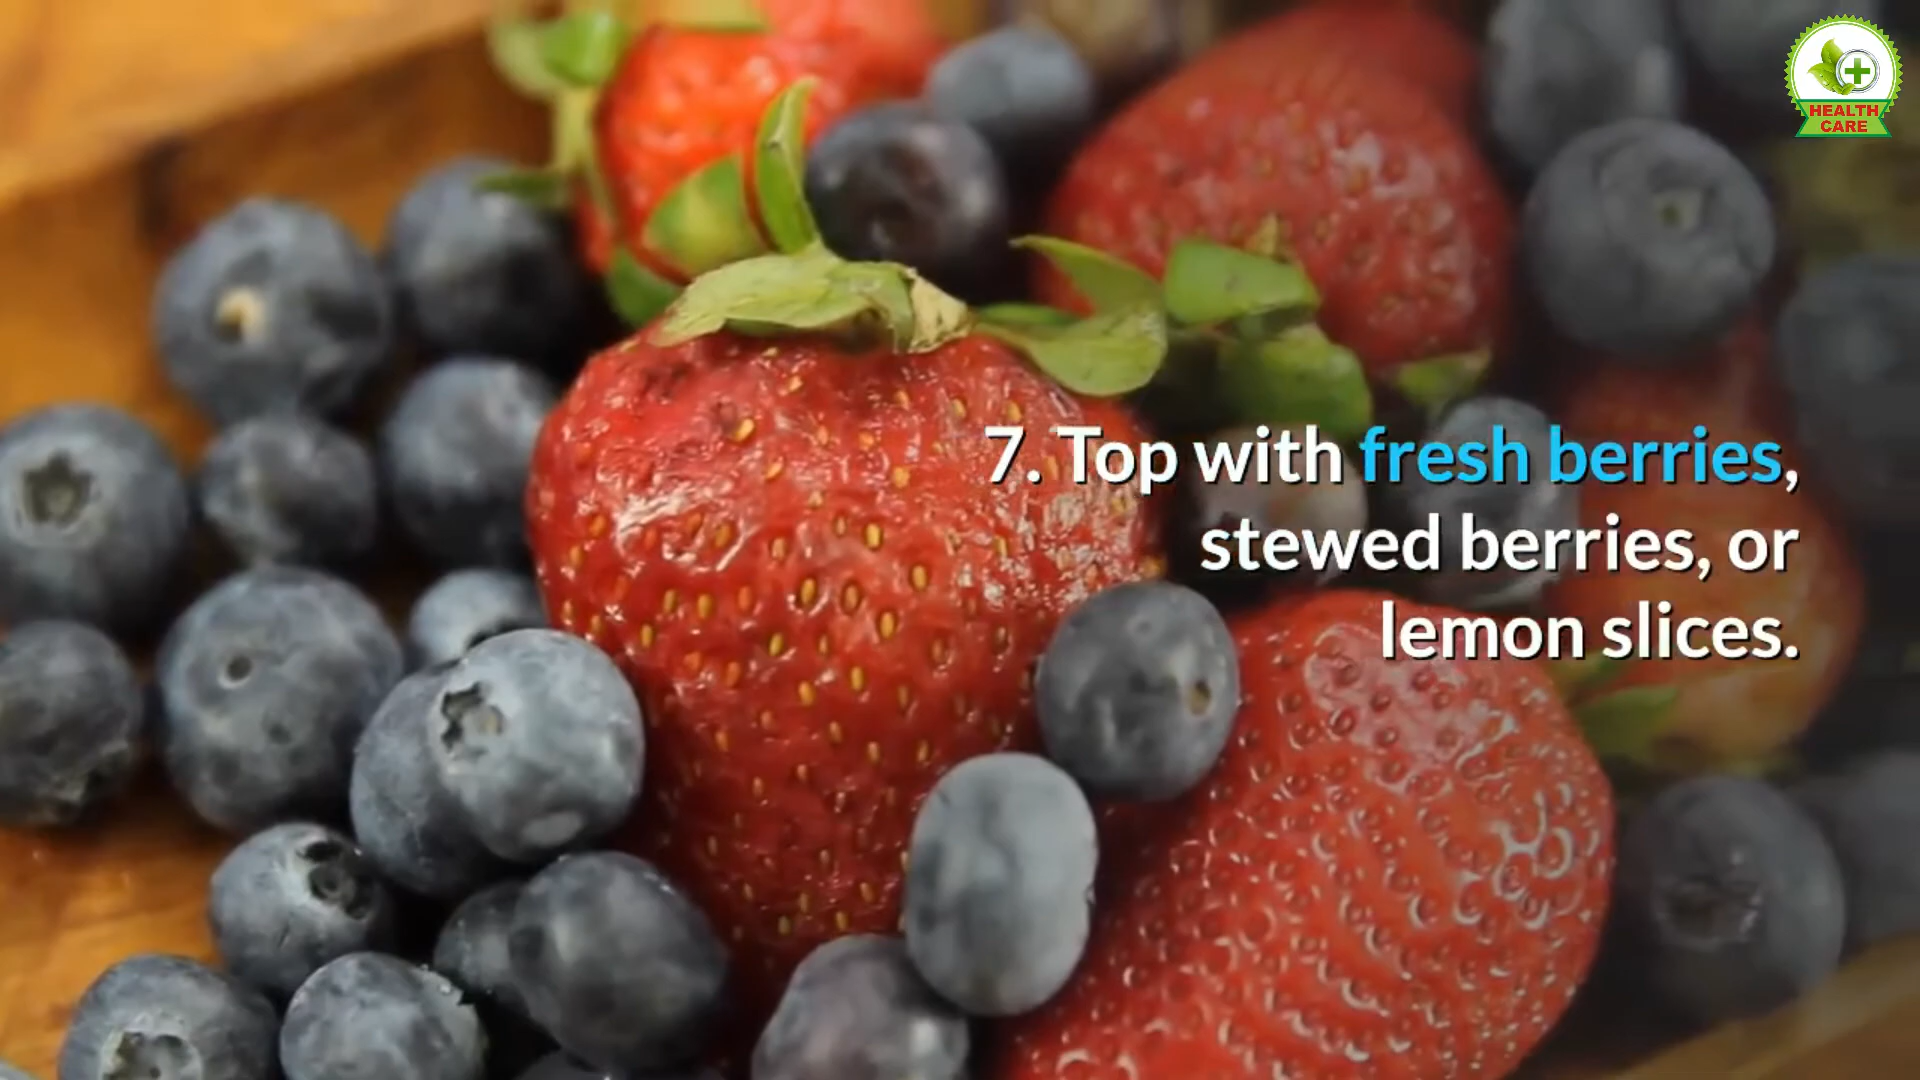 HEALTH
CARE
7. Top with fresh berries,
stewed berries, or
lemon slices.